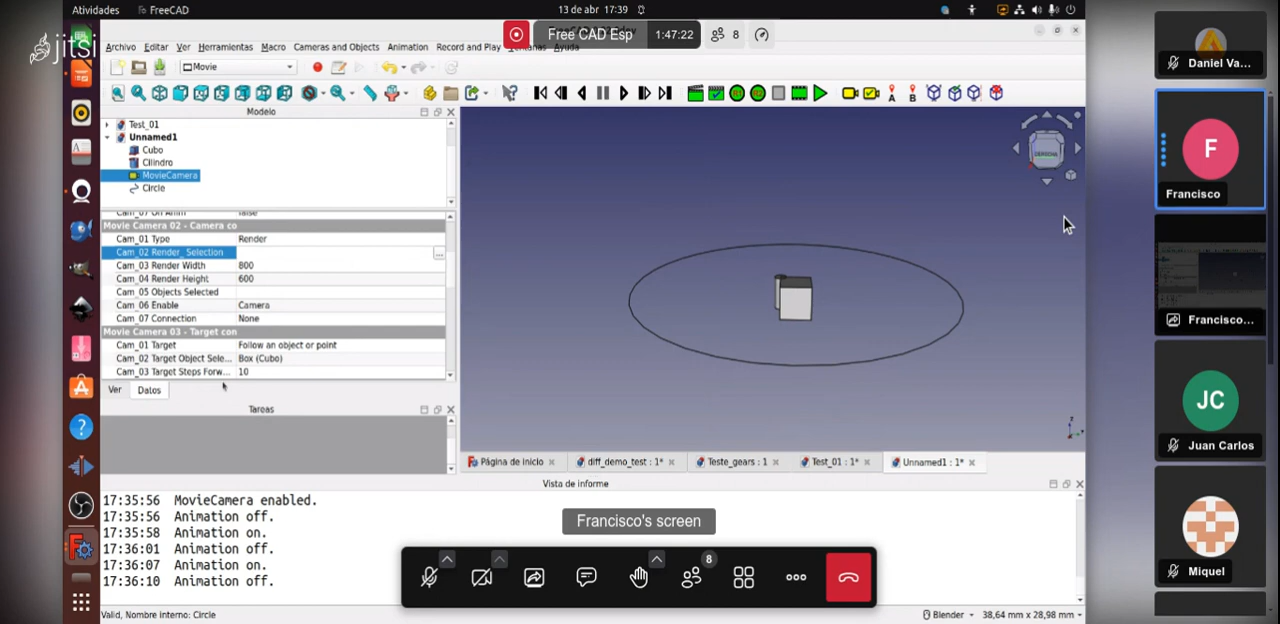 Atividades
FreeCAD
13 de abr 17:39
jitsi
Free CAD Esp
1:47:22
8
Archivo Editar Ver Herramientas Macro Cameras and Objects Animation Record and Play Ayuda
Movie
A
B
Modelo
Test_01
Unnamed1
Cubo
Cilindro
MovieCamera
Circle
Cam_07 On Anim false
Movie Camera 02 - Camera co
Cam_01 Type Render
Cam_02 Render_ Selection ...
Cam_03 Render Width 800
Cam_04 Render Height 600
Cam_05 Objects Selected
Cam_06 Enable Camera
Cam_07 Connection None
Movie Camera 03 - Target con
Cam_01 Target Follow an object or point
Cam_02 Target Object Sele... Box (Cubo)
Cam_03 Target Steps Forw... 10
Ver Datos
Tareas
Página de inicio
diff_demo_test : 1*
Teste_gears : 1
Test_01 : 1*
Unnamed1 : 1*
Vista de informe
17:35:56 MovieCamera enabled.
17:35:56 Animation off.
17:35:58 Animation on.
17:36:01 Animation off.
17:36:07 Animation on.
17:36:10 Animation off.
Francisco's screen
8
Valid, Nombre interno: Circle
Blender
38,64 mm x 28,98 mm
Daniel Va...
F
Francisco
Francisco...
JC
Juan Carlos
Miquel